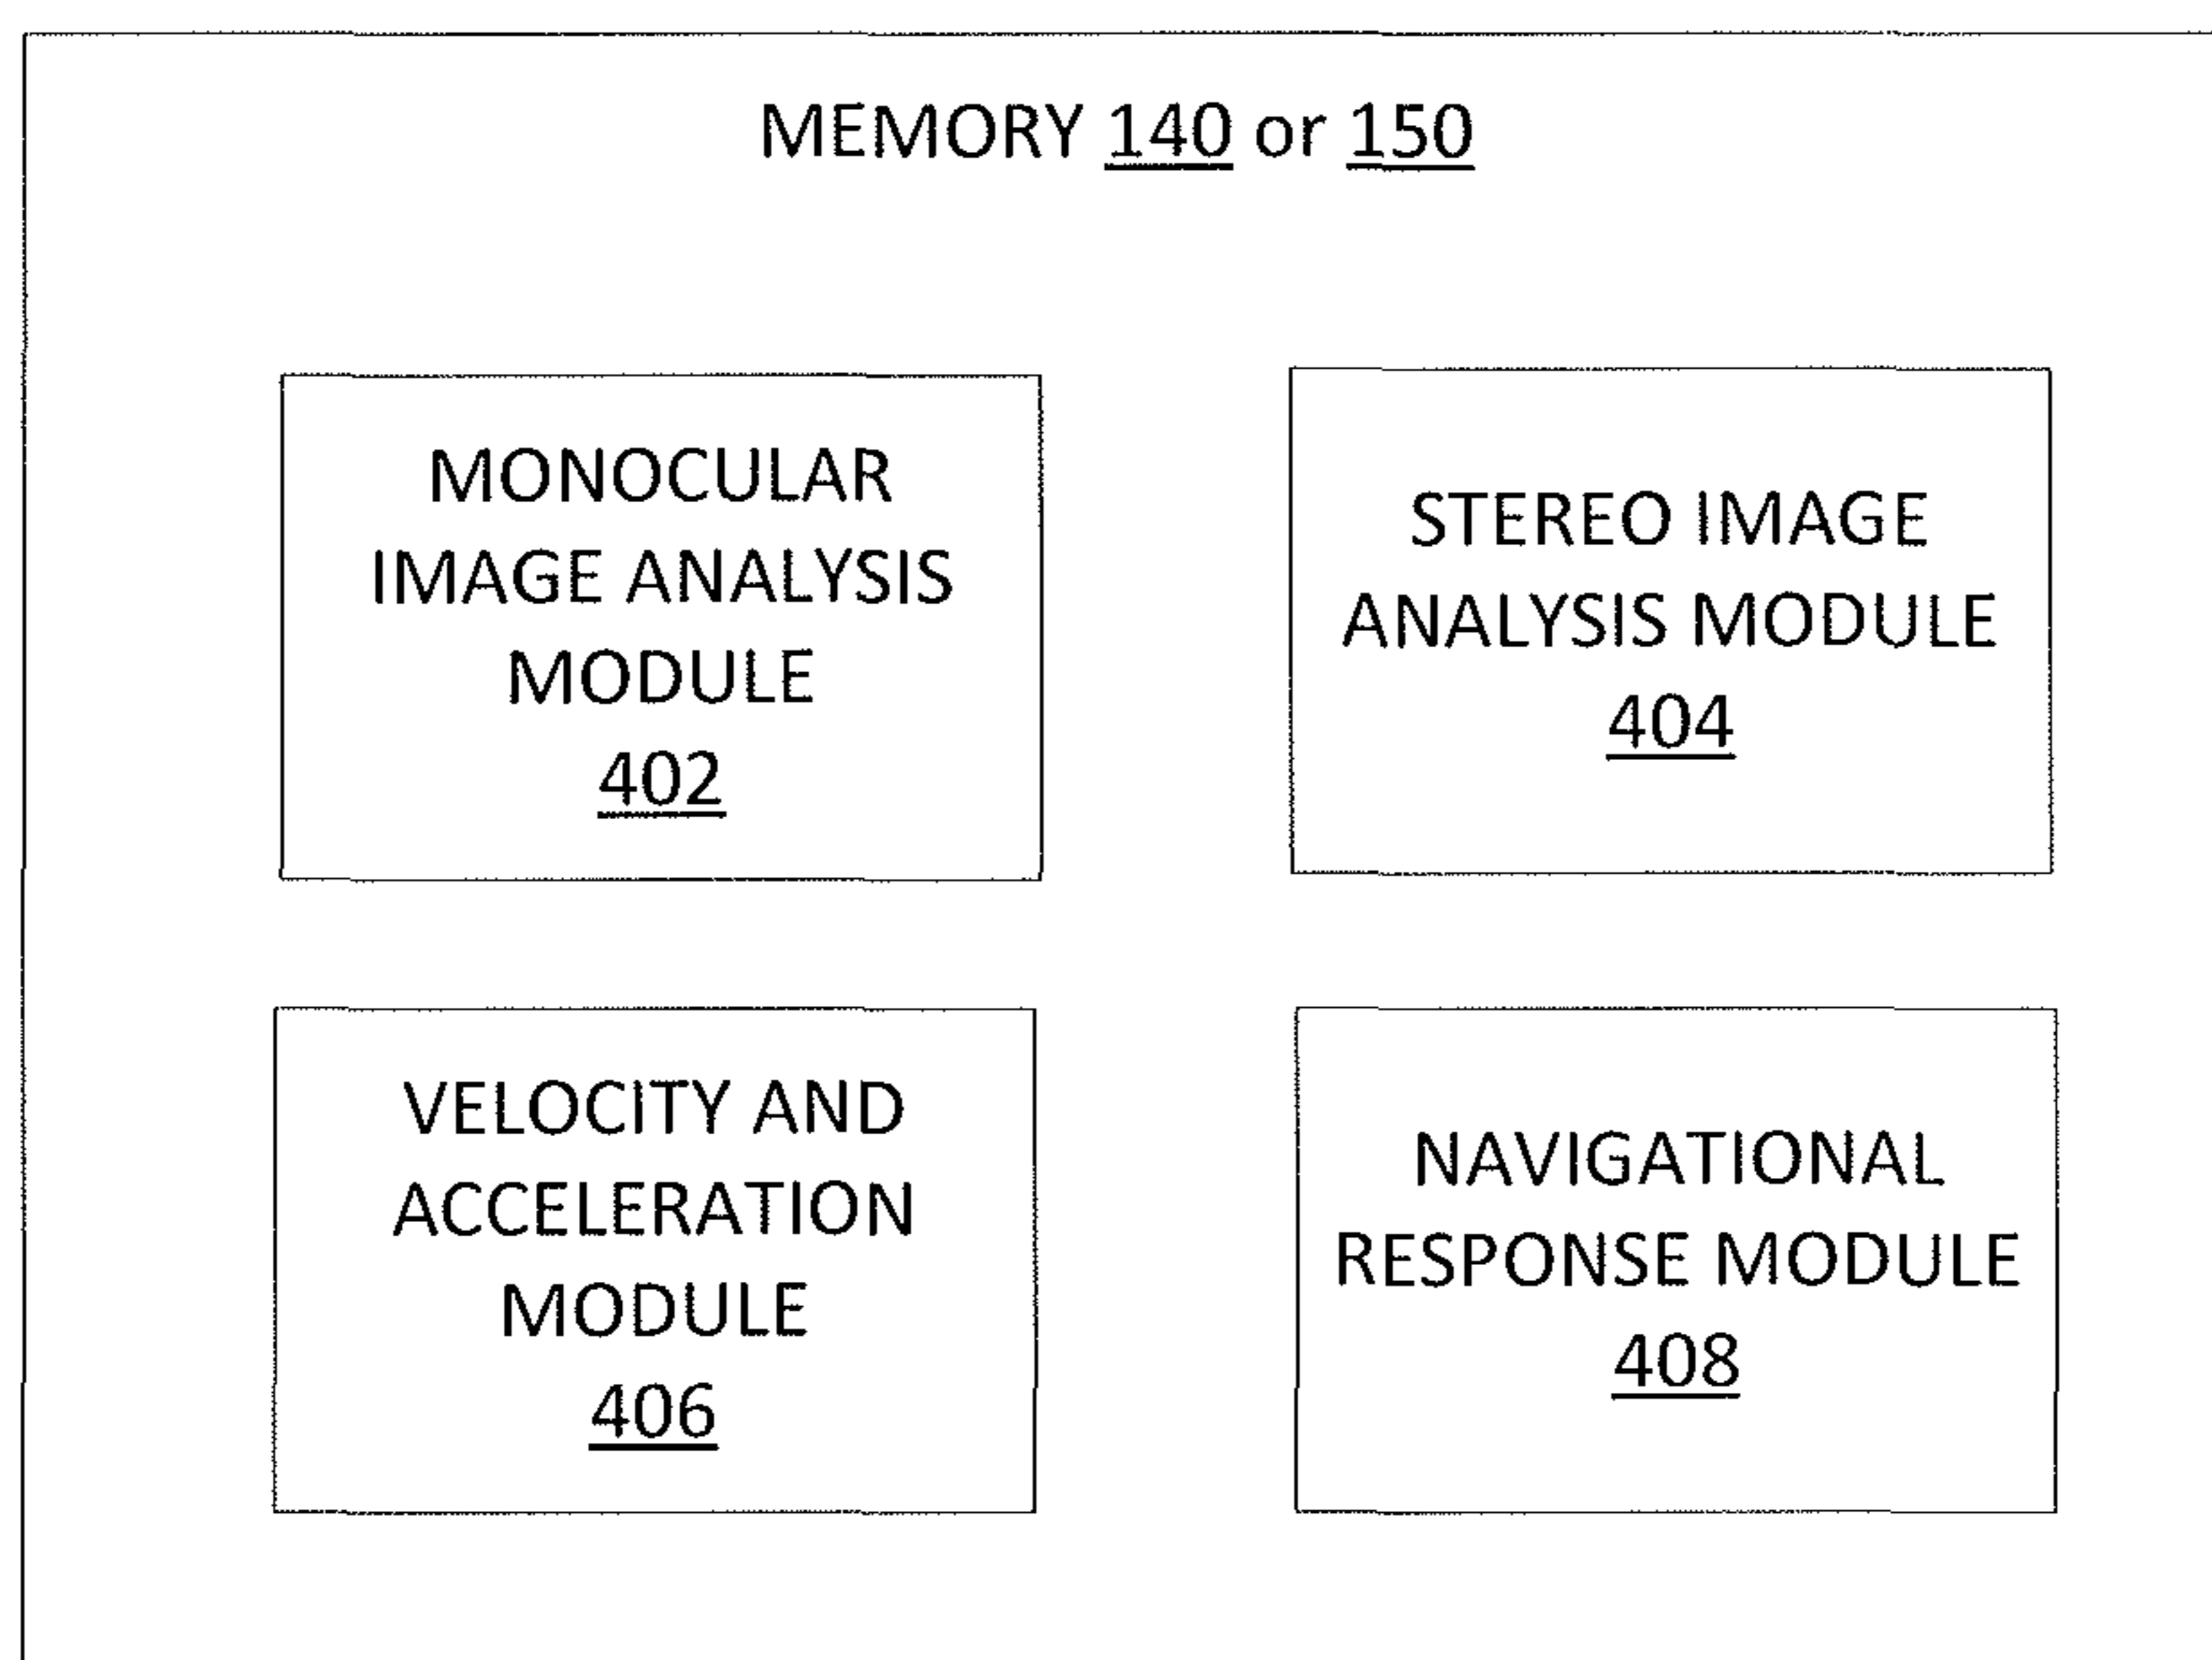 MEMORY 140 or 150
MONOCULAR
IMAGE ANALYSIS
MODULE
402
STEREO IMAGE
ANALYSIS MODULE
404
VELOCITY AND
ACCELERATION
MODULE
406
NAVIGATIONAL
RESPONSE MODULE
408